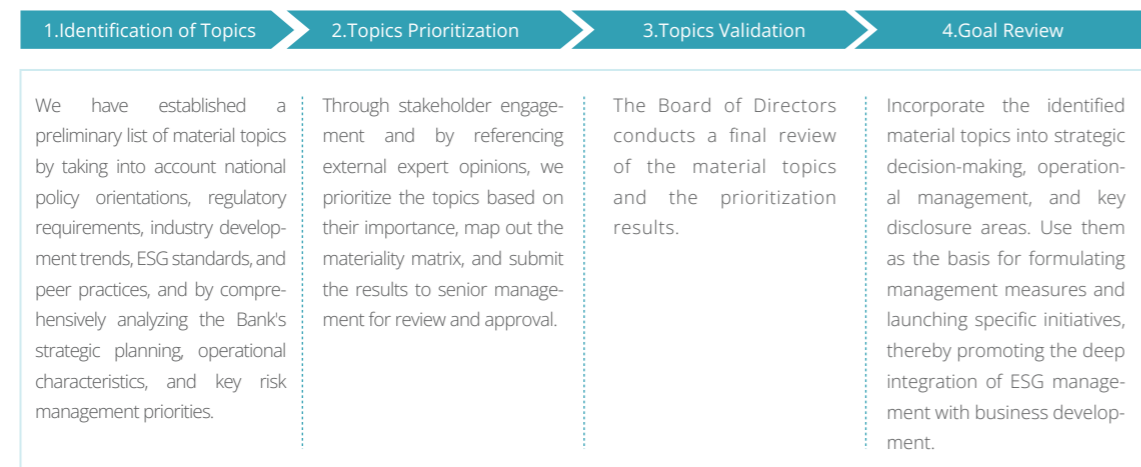 1.Identification of Topics
2.Topics Prioritization
3.Topics Validation
4.Goal Review
We have established a
preliminary list of material topics
by taking into account national
policy orientations, regulatory
requirements, industry develop-
ment trends, ESG standards, and
peer practices, and by compre-
hensively analyzing the Bank's
strategic planning, operational
characteristics, and key risk
management priorities.
Through stakeholder engage-
ment and by referencing
external expert opinions, we
prioritize the topics based on
their importance, map out the
materiality matrix, and submit
the results to senior manage-
ment for review and approval.
The Board of Directors
conducts a final review
of the material topics
and the prioritization
results.
Incorporate the identified
material topics into strategic
decision-making, operation-
al management, and key
disclosure areas. Use them
as the basis for formulating
management measures and
launching specific initiatives,
thereby promoting the deep
integration of ESG manage-
ment with business develop-
ment.